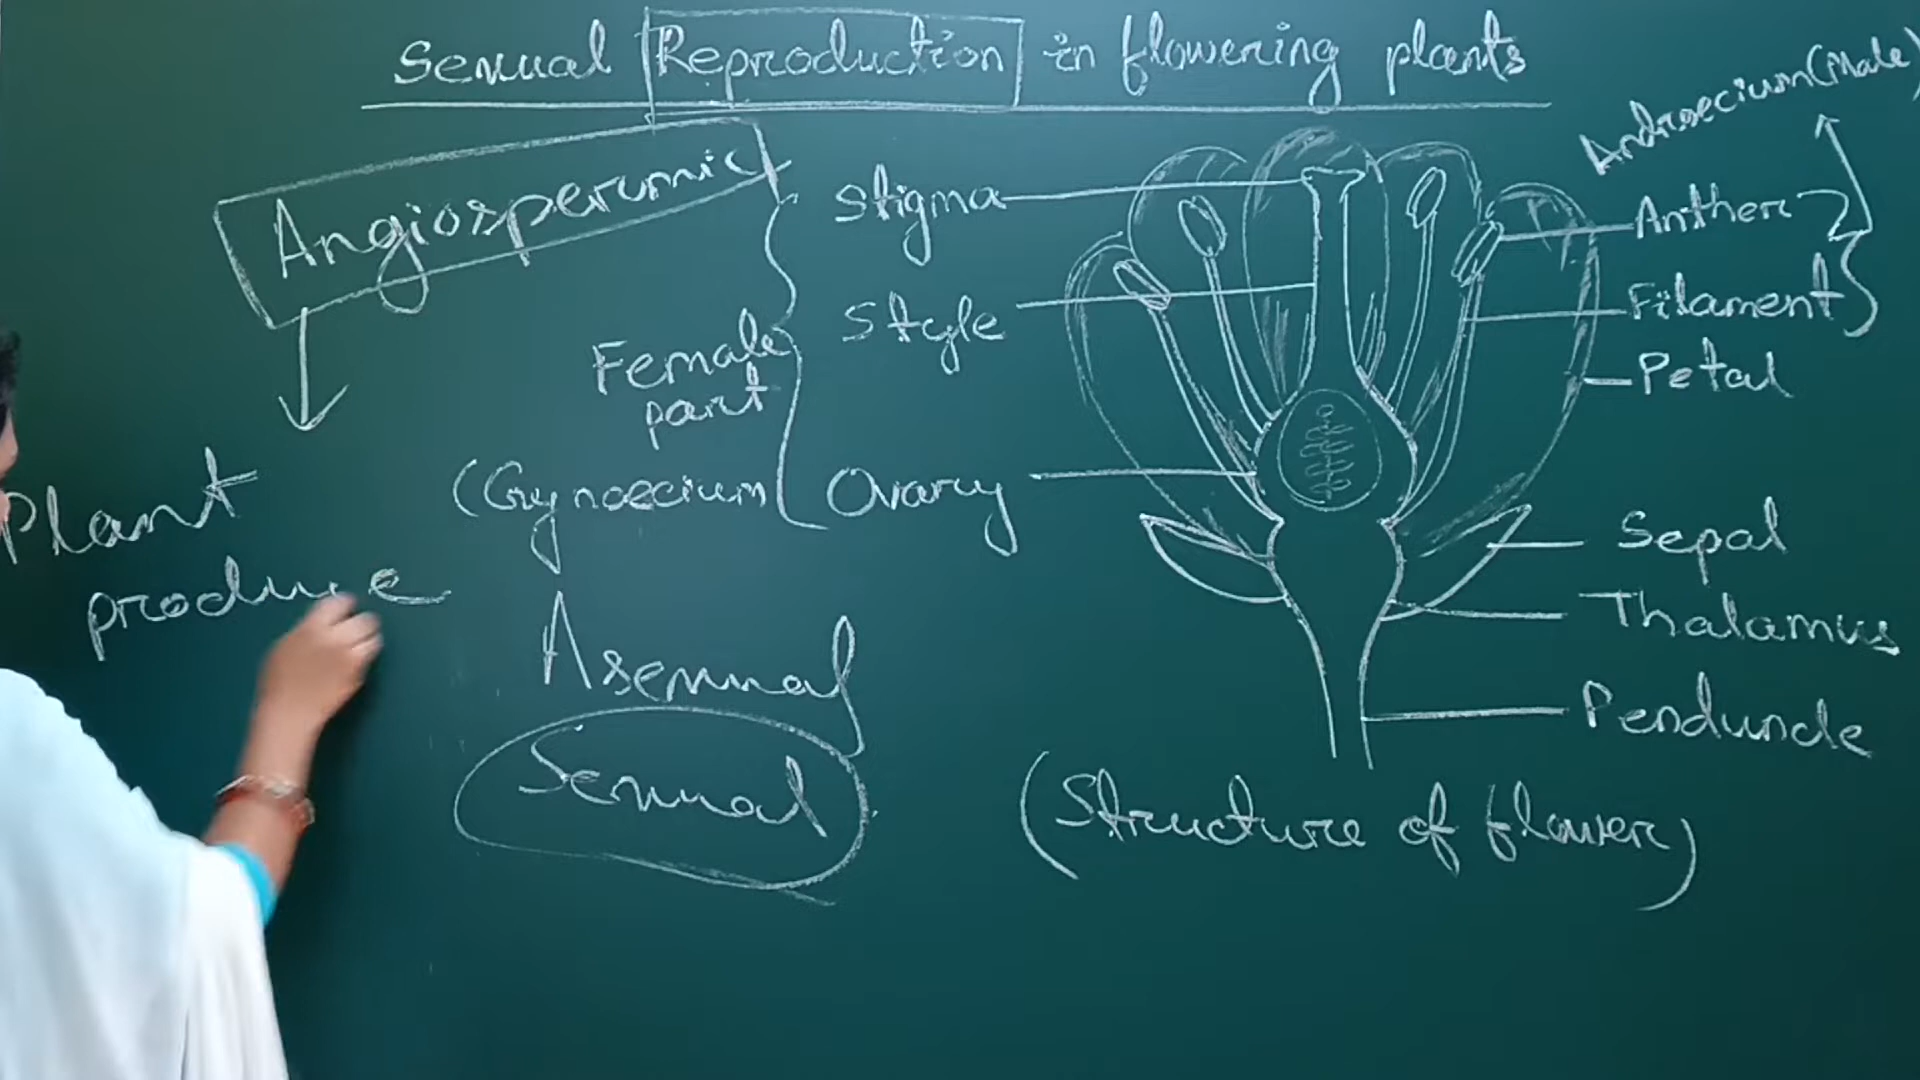 Sexual Reproduction in flowering plants
Angiospermic
Plant
produce
Female
part
(Gynoecium
Stigma
Style
Ovary
Asexual
Sexual
Androecium (Male)
Anther
Filament
Petal
Sepal
Thalamus
Penduncle
(Structure of flower)